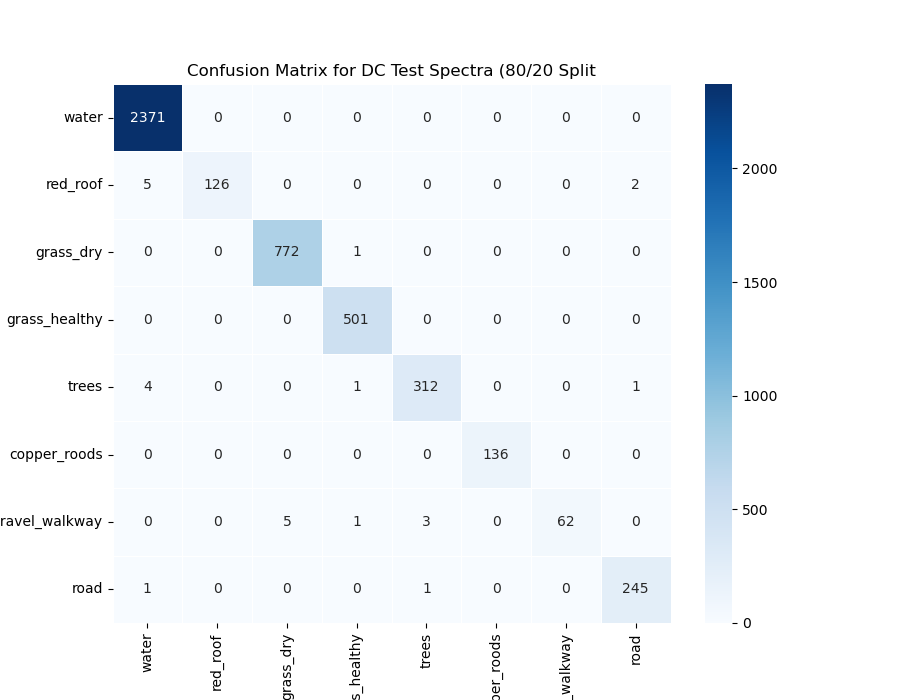 Confusion Matrix for DC Test Spectra (80/20 Split
water 2371 0 0 0 0 0 0 0
red_roof 5 126 0 0 0 0 0 2
grass_dry 0 0 772 1 0 0 0 0
grass_healthy 0 0 0 501 0 0 0 0
trees 4 0 0 1 312 0 0 1
copper_roods 0 0 0 0 0 136 0 0
ravel_walkway 0 0 5 1 3 0 62 0
road 1 0 0 0 1 0 0 245
water
red_roof
grass_dry
s_healthy
trees
per_roods
_walkway
road
2000
1500
1000
500
0